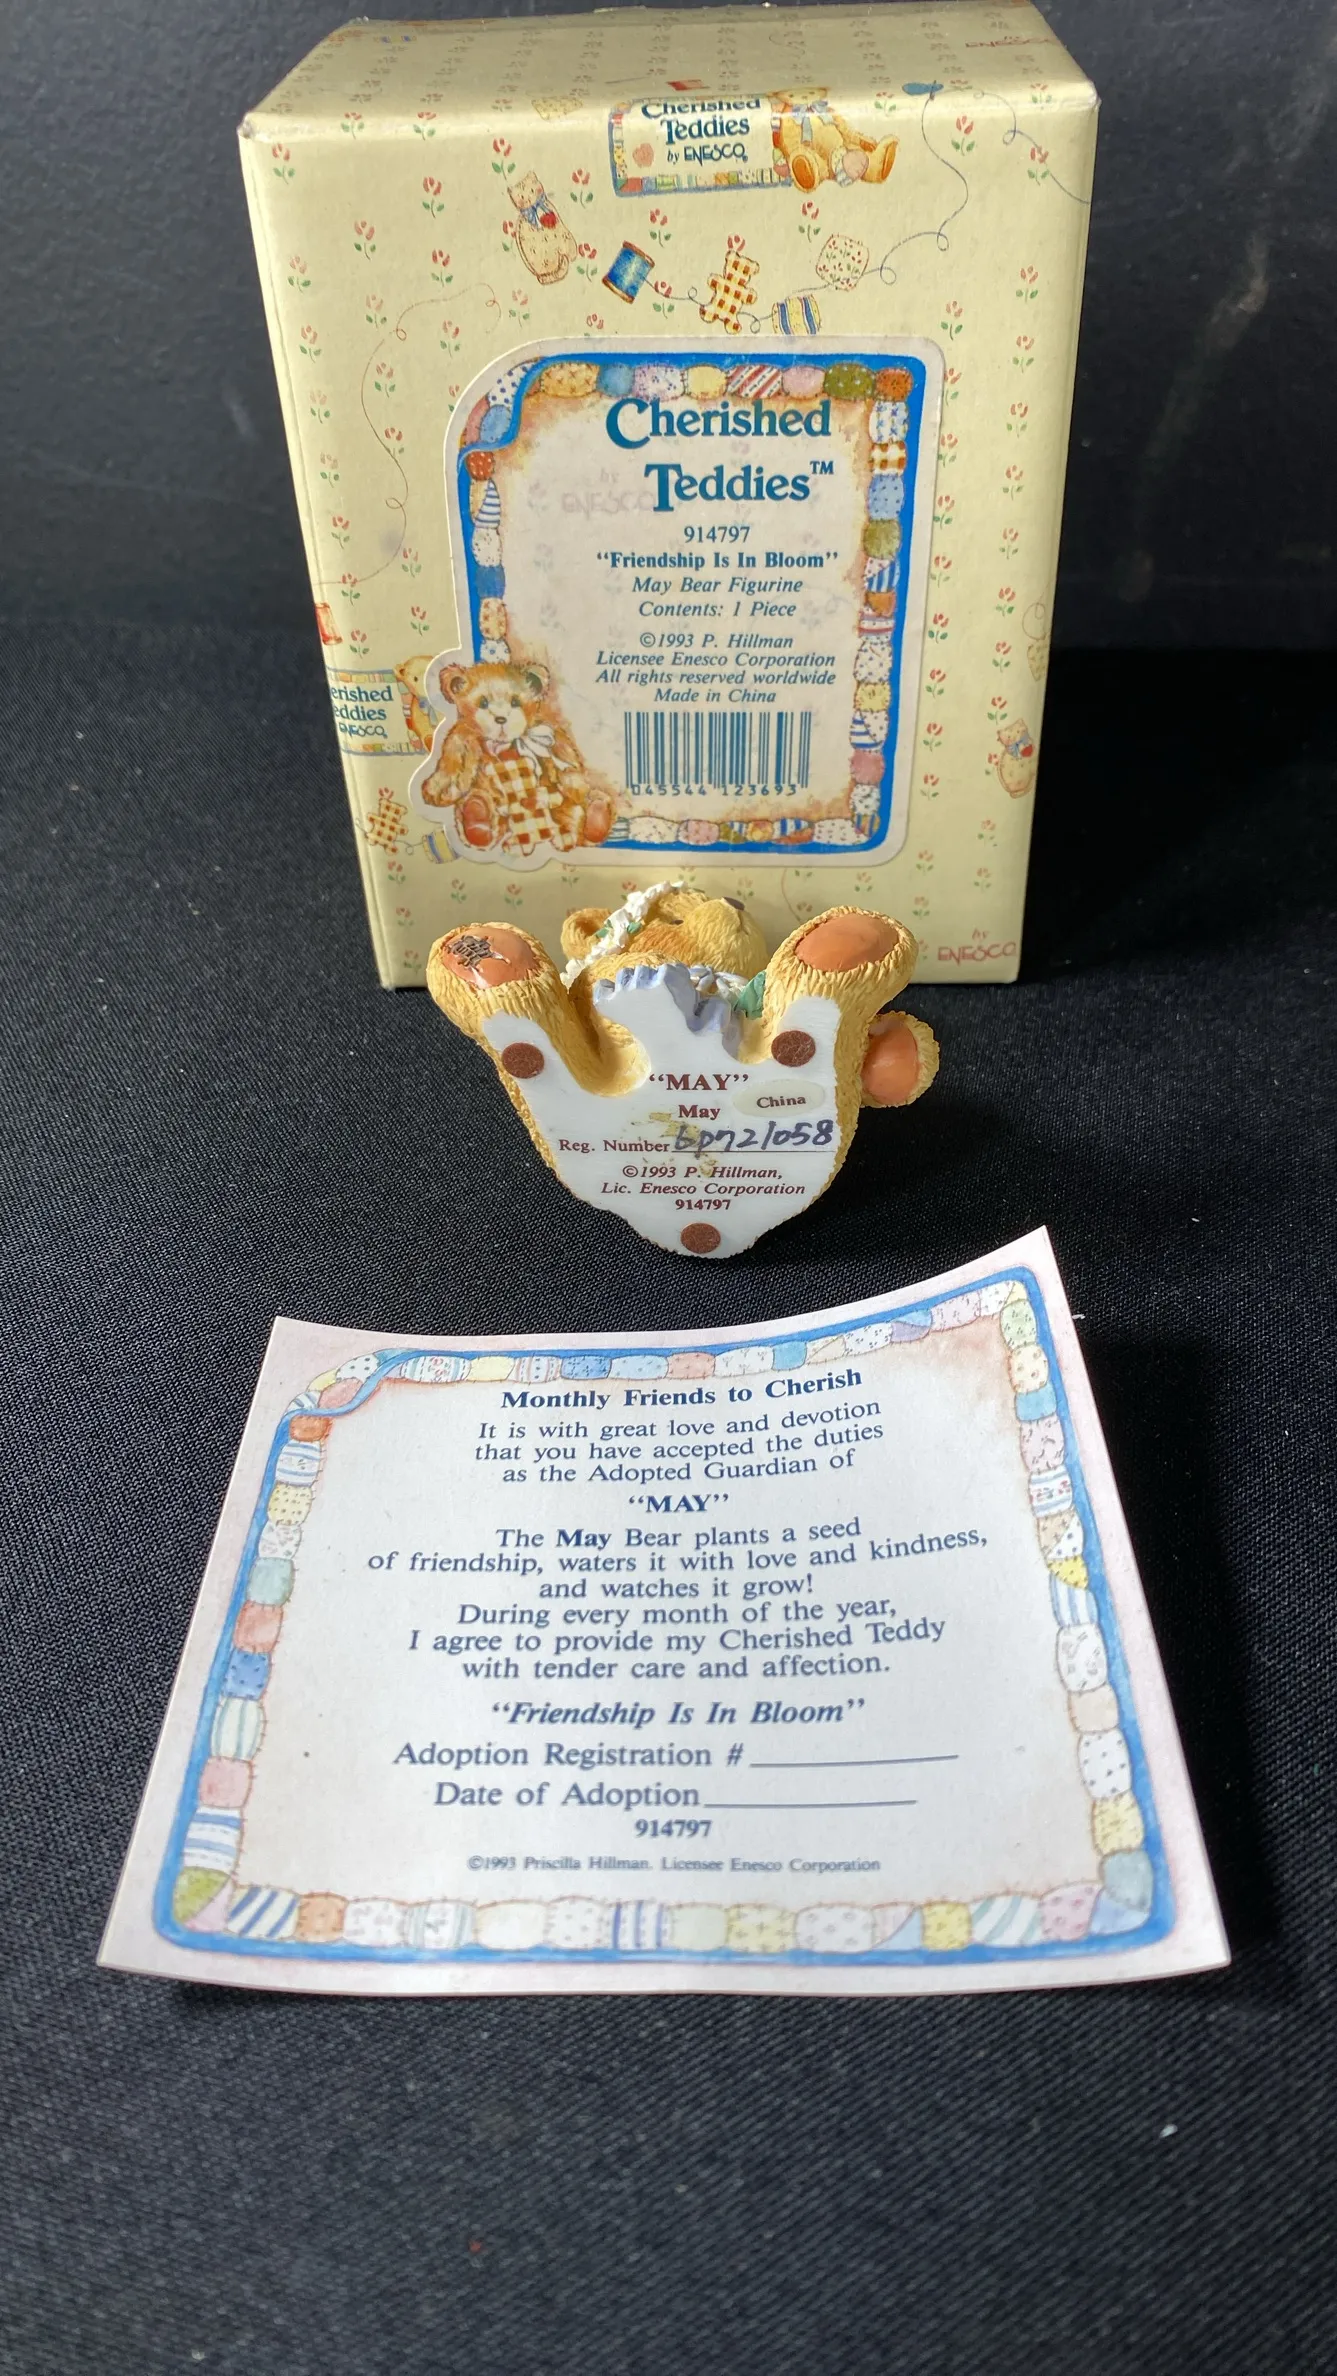 ENESCO
Cherished
Teddies
by ENESCO
Cherished
Teddies™
914797
“Friendship Is In Bloom”
May Bear Figurine
Contents: 1 Piece
©1993 P. Hillman
Licensee Enesco Corporation
All rights reserved worldwide
Made in China
045544 123693
erished
eddies
ENESCO
by
ENESCO
“MAY”
May
China
Reg. Number 6P721058
©1993 P. Hillman,
Lic. Enesco Corporation
914797
Monthly Friends to Cherish
It is with great love and devotion
that you have accepted the duties
as the Adopted Guardian of
“MAY”
The May Bear plants a seed
of friendship, waters it with love and kindness,
and watches it grow!
During every month of the year,
I agree to provide my Cherished Teddy
with tender care and affection.
“Friendship Is In Bloom”
Adoption Registration #
Date of Adoption
914797
©1993 Priscilla Hillman. Licensee Enesco Corporation